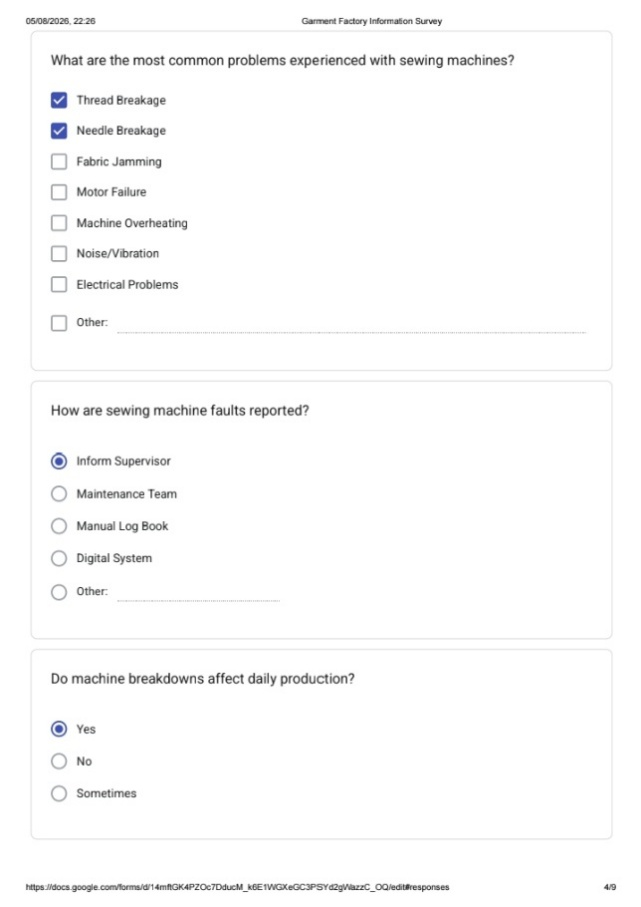 05/08/2026, 22:26 Garment Factory Information Survey
What are the most common problems experienced with sewing machines?
Thread Breakage
Needle Breakage
Fabric Jamming
Motor Failure
Machine Overheating
Noise/Vibration
Electrical Problems
Other:
How are sewing machine faults reported?
Inform Supervisor
Maintenance Team
Manual Log Book
Digital System
Other:
Do machine breakdowns affect daily production?
Yes
No
Sometimes
https://docs.google.com/forms/d/14mftGK4PZOc7DducM_k6E1WGXeGC3PSYd2gWazzC_OQ/edit#responses 4/9